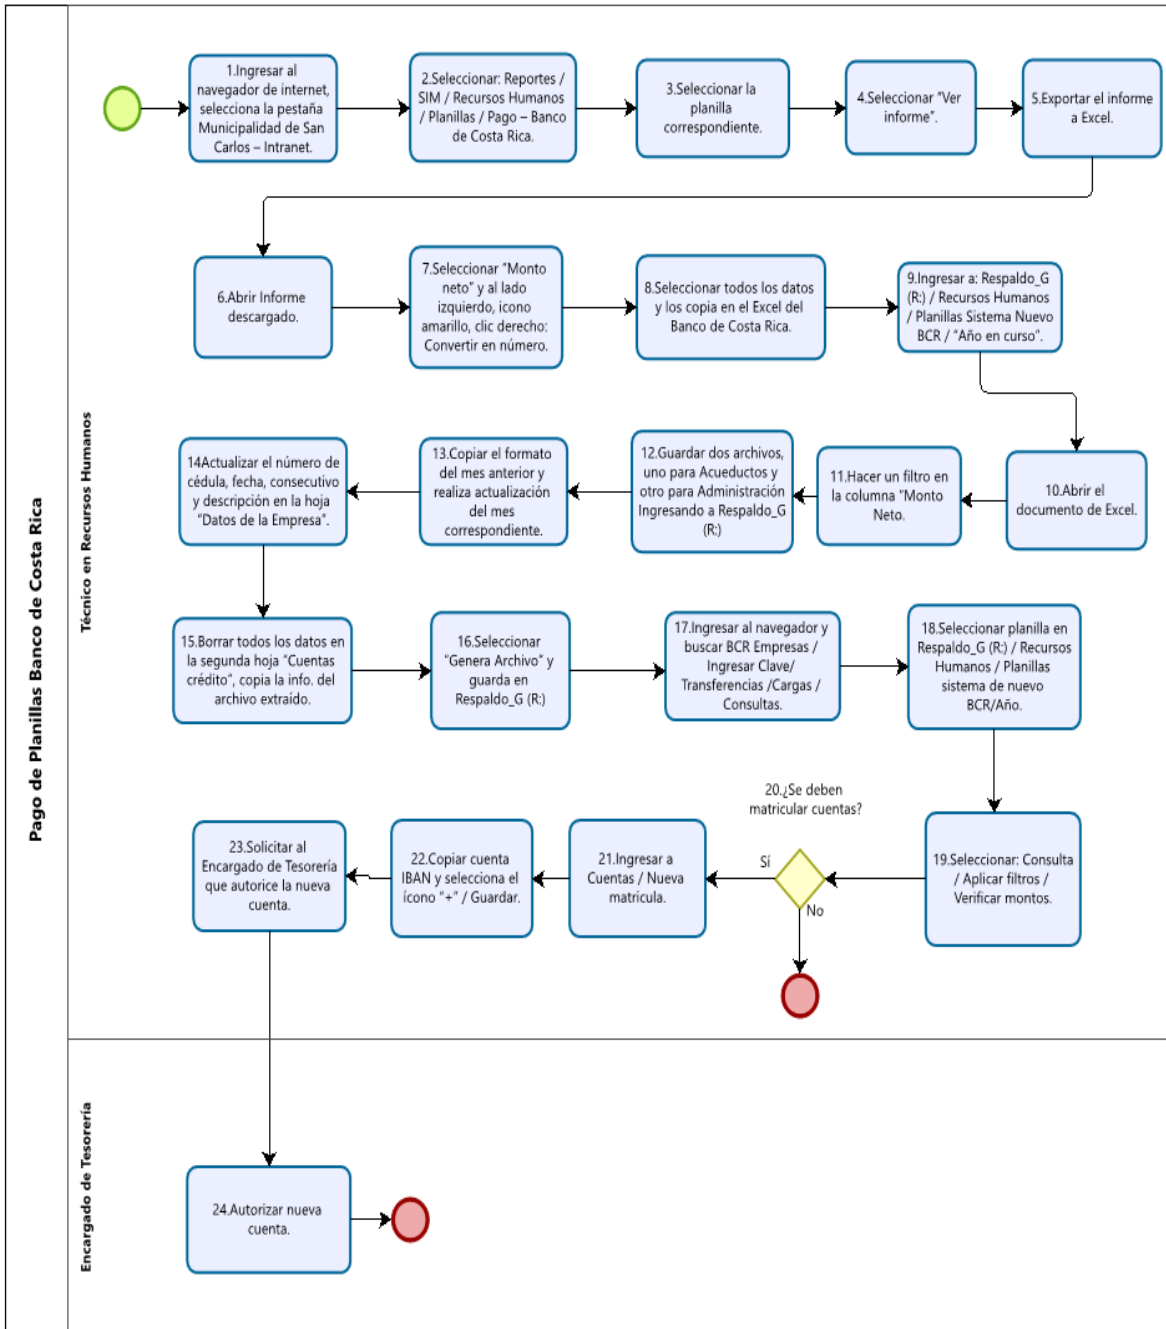 Pago de Planillas Banco de Costa Rica
Técnico en Recursos Humanos
1.Ingresar al
navegador de internet,
selecciona la pestaña
Municipalidad de San
Carlos – Intranet.
2.Seleccionar: Reportes /
SIM / Recursos Humanos
/ Planillas / Pago – Banco
de Costa Rica.
3.Seleccionar la
planilla
correspondiente.
4.Seleccionar "Ver
informe".
5.Exportar el informe
a Excel.
6.Abrir Informe
descargado.
7.Seleccionar "Monto
neto" y al lado
izquierdo, icono
amarillo, clic derecho:
Convertir en número.
8.Seleccionar todos los datos
y los copia en el Excel del
Banco de Costa Rica.
9.Ingresar a: Respaldo_G
(R:) / Recursos Humanos
/ Planillas Sistema Nuevo
BCR / "Año en curso".
10.Abrir el
documento de Excel.
11.Hacer un filtro en
la columna "Monto
Neto.
12.Guardar dos archivos,
uno para Acueductos y
otro para Administración
Ingresando a Respaldo_G
(R:)
13.Copiar el formato
del mes anterior y
realiza actualización
del mes
correspondiente.
14Actualizar el número de
cédula, fecha, consecutivo
y descripción en la hoja
"Datos de la Empresa".
15.Borrar todos los datos en
la segunda hoja "Cuentas
crédito", copia la info. del
archivo extraído.
16.Seleccionar
"Genera Archivo" y
guarda en
Respaldo_G (R:)
17.Ingresar al navegador y
buscar BCR Empresas /
Ingresar Clave/
Transferencias /Cargas /
Consultas.
18.Seleccionar planilla en
Respaldo_G (R:) / Recursos
Humanos / Planillas
sistema de nuevo
BCR/Año.
19.Seleccionar: Consulta
/ Aplicar filtros /
Verificar montos.
20.¿Se deben
matricular cuentas?
Sí
No
21.Ingresar a
Cuentas / Nueva
matricula.
22.Copiar cuenta
IBAN y selecciona el
ícono "+" / Guardar.
23.Solicitar al
Encargado de Tesorería
que autorice la nueva
cuenta.
Encargado de Tesorería
24.Autorizar nueva
cuenta.